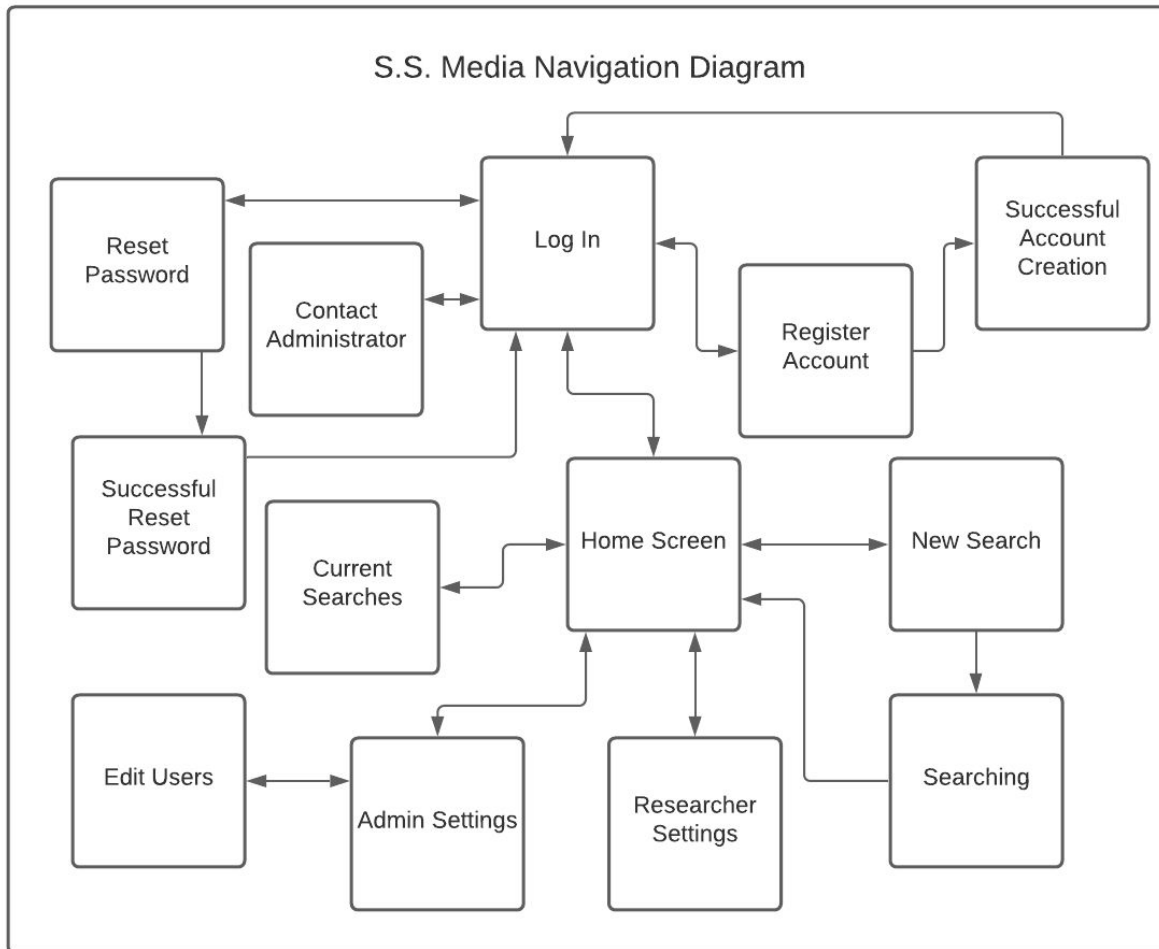 S.S. Media Navigation Diagram
Reset
Password
Contact
Administrator
Log In
Register
Account
Successful
Account
Creation
Successful
Reset
Password
Current
Searches
Home Screen
New Search
Edit Users
Admin Settings
Researcher
Settings
Searching